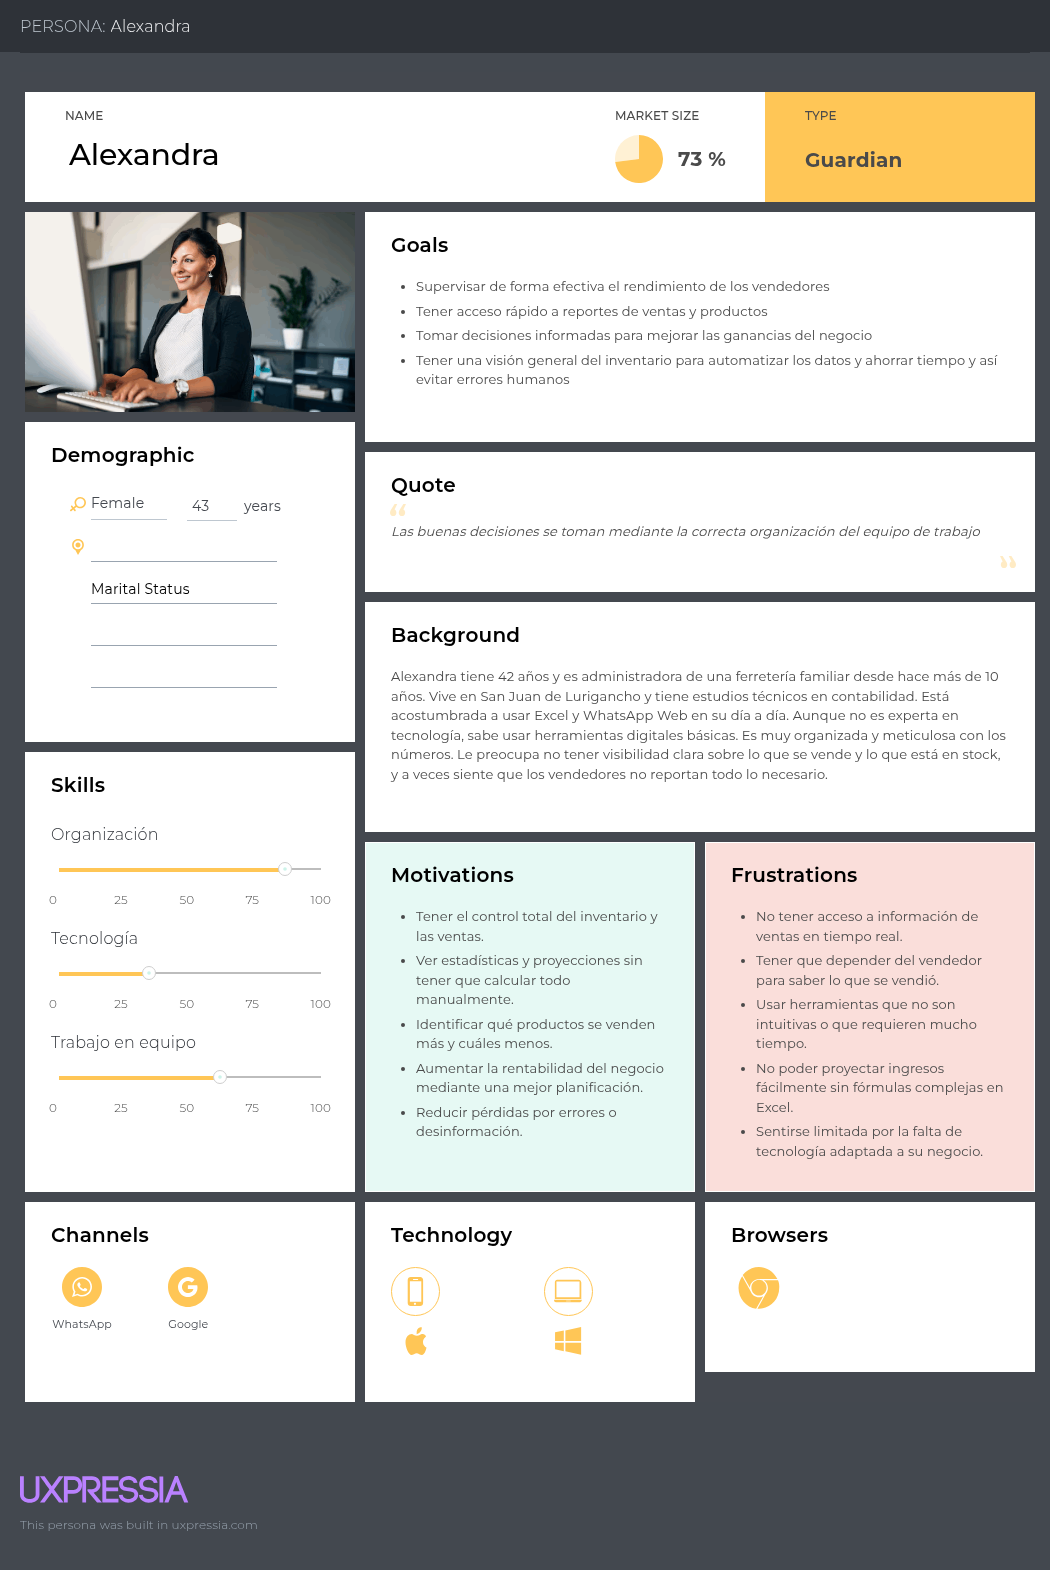 PERSONA: Alexandra
NAME
Alexandra
MARKET SIZE
73 %
TYPE
Guardian
Goals
Supervisar de forma efectiva el rendimiento de los vendedores
Tener acceso rápido a reportes de ventas y productos
Tomar decisiones informadas para mejorar las ganancias del negocio
Tener una visión general del inventario para automatizar los datos y ahorrar tiempo y así
evitar errores humanos
Demographic
Female 43 years
Marital Status
Quote
“
Las buenas decisiones se toman mediante la correcta organización del equipo de trabajo
”
Background
Alexandra tiene 42 años y es administradora de una ferretería familiar desde hace más de 10
años. Vive en San Juan de Lurigancho y tiene estudios técnicos en contabilidad. Está
acostumbrada a usar Excel y WhatsApp Web en su día a día. Aunque no es experta en
tecnología, sabe usar herramientas digitales básicas. Es muy organizada y meticulosa con los
números. Le preocupa no tener visibilidad clara sobre lo que se vende y lo que está en stock,
y a veces siente que los vendedores no reportan todo lo necesario.
Skills
Organización
0 25 50 75 100
Tecnología
0 25 50 75 100
Trabajo en equipo
0 25 50 75 100
Motivations
Tener el control total del inventario y
las ventas.
Ver estadísticas y proyecciones sin
tener que calcular todo
manualmente.
Identificar qué productos se venden
más y cuáles menos.
Aumentar la rentabilidad del negocio
mediante una mejor planificación.
Reducir pérdidas por errores o
desinformación.
Frustrations
No tener acceso a información de
ventas en tiempo real.
Tener que depender del vendedor
para saber lo que se vendió.
Usar herramientas que no son
intuitivas o que requieren mucho
tiempo.
No poder proyectar ingresos
fácilmente sin fórmulas complejas en
Excel.
Sentirse limitada por la falta de
tecnología adaptada a su negocio.
Channels
WhatsApp
Google
Technology
Browsers
UXPRESSIA
This persona was built in uxpressia.com